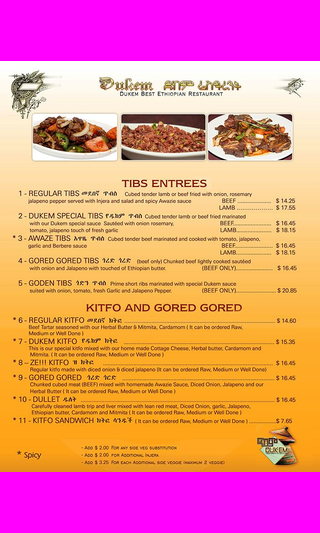 Dukem ዱከም ሬስቶራንት
DUKEM BEST ETHIOPIAN RESTAURANT
TIBS ENTREES
1 - REGULAR TIBS መደበኛ ጥብስ Cubed tender lamb or beef fried with onion, rosemary
jalapeno pepper served with Injera and salad and spicy Awazie sauce BEEF ................ $ 14.25
LAMB ................ $ 17.55
2 - DUKEM SPECIAL TIBS የዱከም ጥብስ Cubed tender lamb or beef fried marinated
with our Dukem special sauce Sauteed with onion rosemary, BEEF................ $ 16.45
tomato, jalapeno touch of fresh garlic LAMB................ $ 18.15
* 3 - AWAZE TIBS አዋዜ ጥብስ Cubed tender beef marinated and cooked with tomato, jalapeno,
garlic and Berbere sauce BEEF................ $ 16.45
LAMB................ $ 18.15
4 - GORED GORED TIBS ጎረድ ጎረድ (beef only) Chunked beef lightly cooked sautéed
with onion and Jalapeno with touched of Ethiopian butter. (BEEF ONLY)................ $ 16.45
5 - GODEN TIBS ጎድን ጥብስ Prime short ribs marinated with special Dukem sauce
suited with onion, tomato, fresh Garlic and Jalapeno Pepper. (BEEF ONLY)................ $ 20.85
KITFO AND GORED GORED
* 6 - REGULAR KITFO መደበኛ ክትፎ ................ $ 14.60
Beef Tartar seasoned with our Herbal Butter & Mitmita, Cardamom ( It can be ordered Raw,
Medium or Well Done )
* 7 - DUKEM KITFO የዱከም ክትፎ ................ $ 15.35
This is our special kitfo mixed with our home made Cottage Cheese, Herbal butter, Cardamom and
Mitmita. ( It can be ordered Raw, Medium or Well Done )
* 8 - ZE!!! KITFO ዜ ክትፎ ................ $ 16.45
Regular kitfo made with diced onion & diced jalapeno (It can be ordered Raw, Medium or Well Done)
* 9 - GORED GORED ጎረድ ጎረድ ................ $ 16.45
Chunked cubed meat (BEEF) mixed with homemade Awazie Sauce, Diced Onion, Jalapeno and our
Herbal Butter ( It can be ordered Raw, Medium or Well Done )
* 10 - DULLET ዱለት ................ $ 16.45
Carefully cleaned lamb trip and liver mixed with lean red meat, Diced Onion, garlic, Jalapeno,
Ethiopian butter, Cardamom and Mitmita ( It can be ordered Raw, Medium or Well Done )
* 11 - KITFO SANDWICH ክትፎ ሳንዱች ( It can be ordered Raw, Medium or Well Done ) ............ $ 7.65
* Spicy
- ADD $ 2.00 FOR ANY SIDE VEG SUBSTITUTION
- ADD $ 2.00 FOR ADDITIONAL INJERA
- ADD $ 3.25 FOR EACH ADDITIONAL SIDE VEGGIE (MAXIMUM 2 VEGGIE)
ዱከም
DUKEM